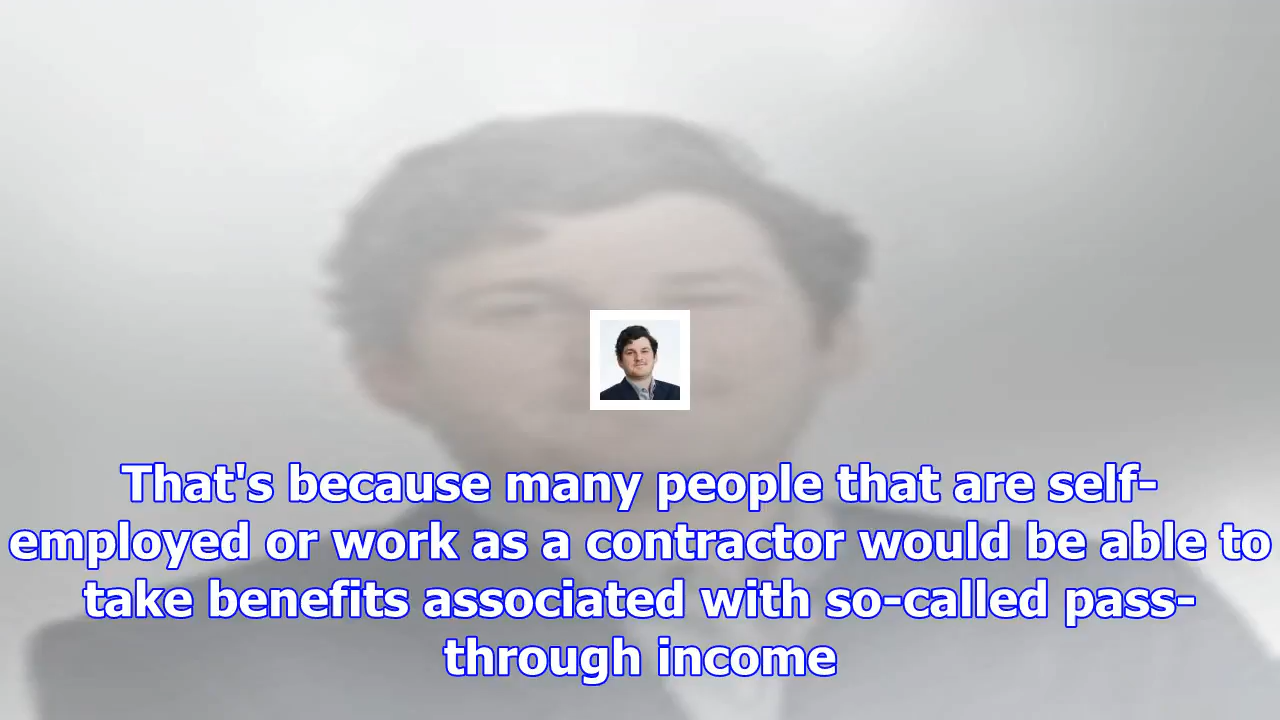 That's because many people that are self-
employed or work as a contractor would be able to
take benefits associated with so-called pass-
through income